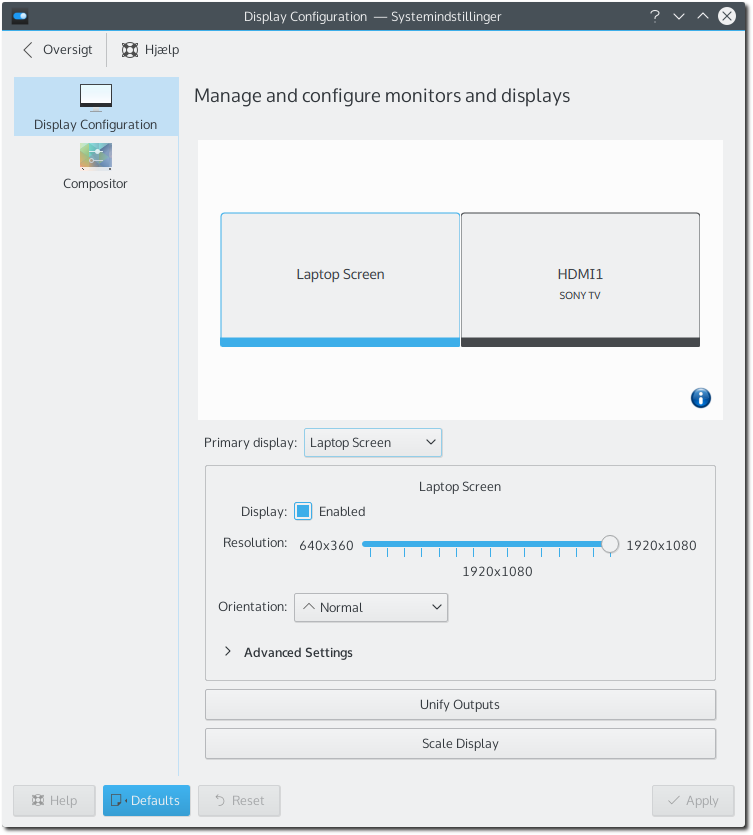 Display Configuration — Systemindstillinger
Oversigt
Hjælp
Display Configuration
Compositor
Manage and configure monitors and displays
Laptop Screen
HDMI1
SONY TV
Primary display: Laptop Screen
Laptop Screen
Display: Enabled
Resolution: 640x360 1920x1080
1920x1080
Orientation: Normal
Advanced Settings
Unify Outputs
Scale Display
Help Defaults Reset Apply